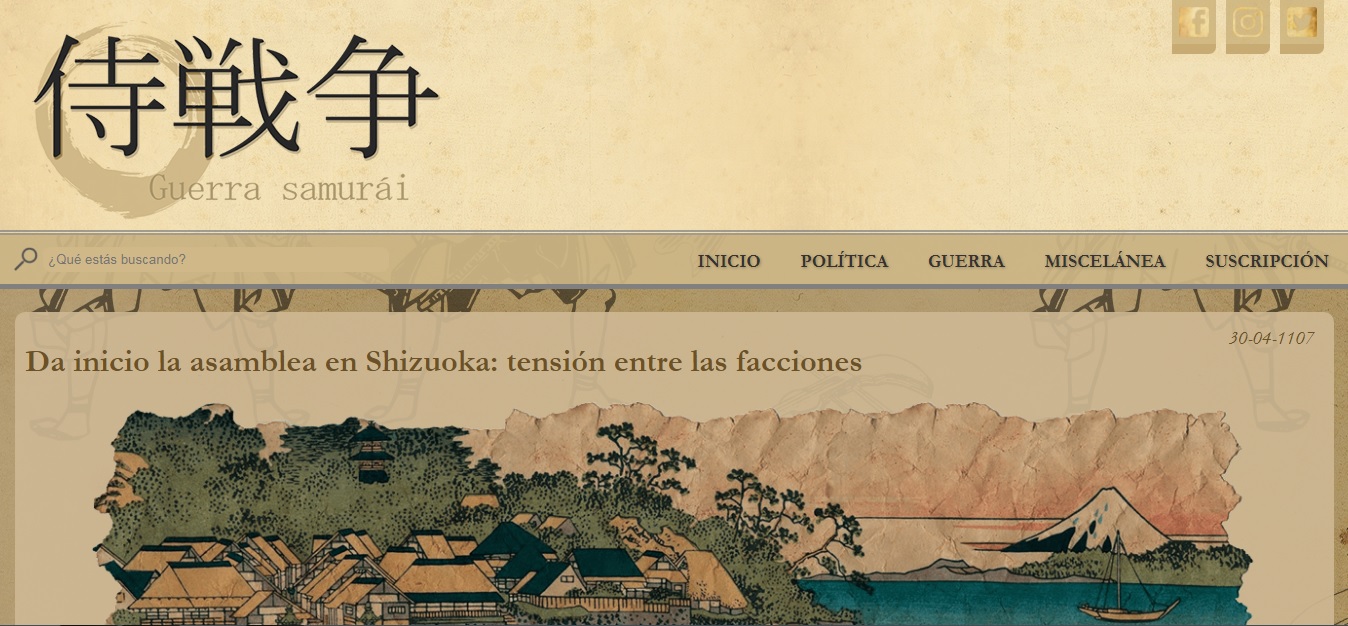 侍戦争
Guerra samurái
¿Qué estás buscando?
INICIO POLÍTICA GUERRA MISCELÁNEA SUSCRIPCIÓN
30-04-1107
Da inicio la asamblea en Shizuoka: tensión entre las facciones